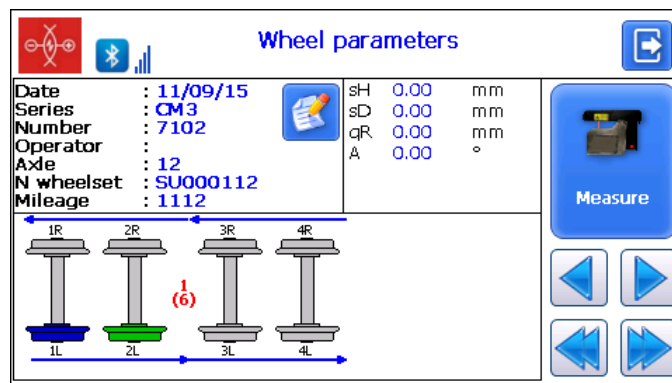 Wheel parameters
Date : 11/09/15
Series : CM3
Number : 7102
Operator :
Axle : 12
N wheelset : SU000112
Mileage : 1112
sH 0.00 mm
sD 0.00 mm
qR 0.00 mm
A 0.00 °
Measure
1R 2R 3R 4R
1
(6)
1L 2L 3L 4L